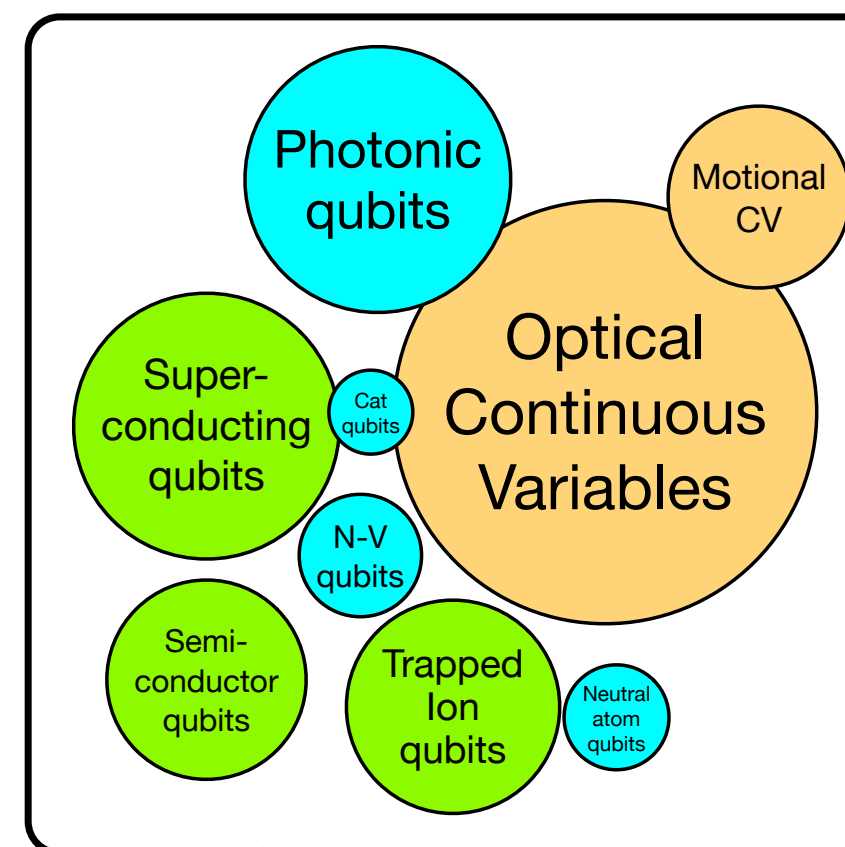 Photonic
qubits
Motional
CV
Optical
Continuous
Variables
Super-
conducting
qubits
Cat
qubits
N-V
qubits
Semi-
conductor
qubits
Trapped
Ion
qubits
Neutral
atom
qubits